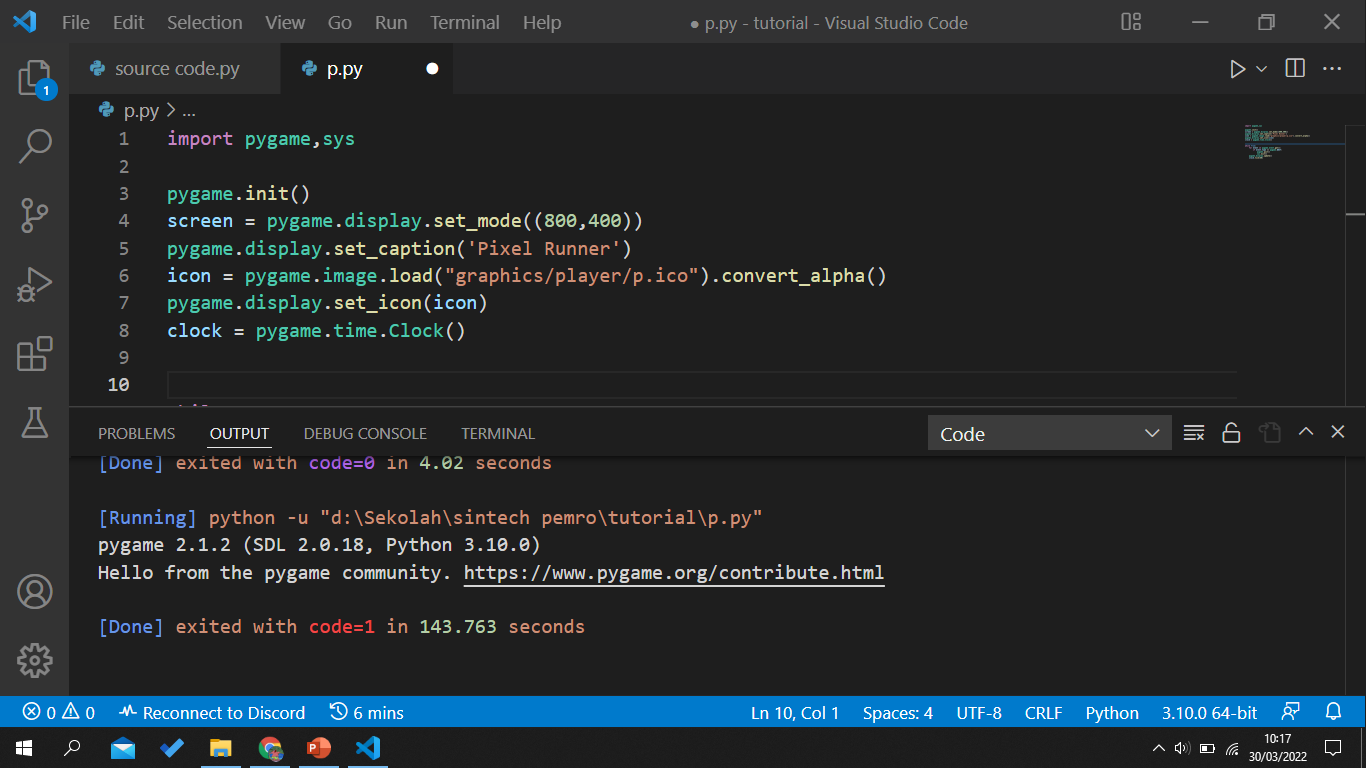 File Edit Selection View Go Run Terminal Help ● p.py - tutorial - Visual Studio Code
source code.py p.py
1
p.py > ...
1 import pygame,sys
2
3 pygame.init()
4 screen = pygame.display.set_mode((800,400))
5 pygame.display.set_caption('Pixel Runner')
6 icon = pygame.image.load("graphics/player/p.ico").convert_alpha()
7 pygame.display.set_icon(icon)
8 clock = pygame.time.Clock()
9
10
PROBLEMS OUTPUT DEBUG CONSOLE TERMINAL Code
[Done] exited with code=0 in 4.02 seconds
[Running] python -u "d:\Sekolah\sintech pemro\tutorial\p.py"
pygame 2.1.2 (SDL 2.0.18, Python 3.10.0)
Hello from the pygame community. https://www.pygame.org/contribute.html
[Done] exited with code=1 in 143.763 seconds
0 0 Reconnect to Discord 6 mins Ln 10, Col 1 Spaces: 4 UTF-8 CRLF Python 3.10.0 64-bit
10:17
30/03/2022